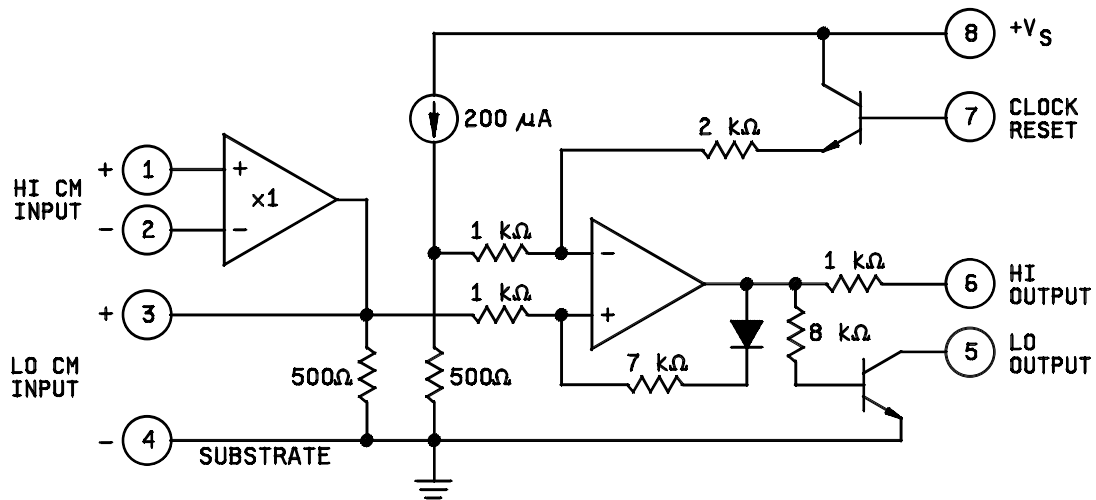 8 +VS
200 µA
2 kΩ
7 CLOCK
RESET
HI CM
INPUT
+ 1 +
x1
- 2 -
1 kΩ
-
1 kΩ
6 HI
OUTPUT
+ 3
1 kΩ
+
8 kΩ
5 LO
OUTPUT
LO CM
INPUT
500Ω
500Ω
7 kΩ
- 4
SUBSTRATE